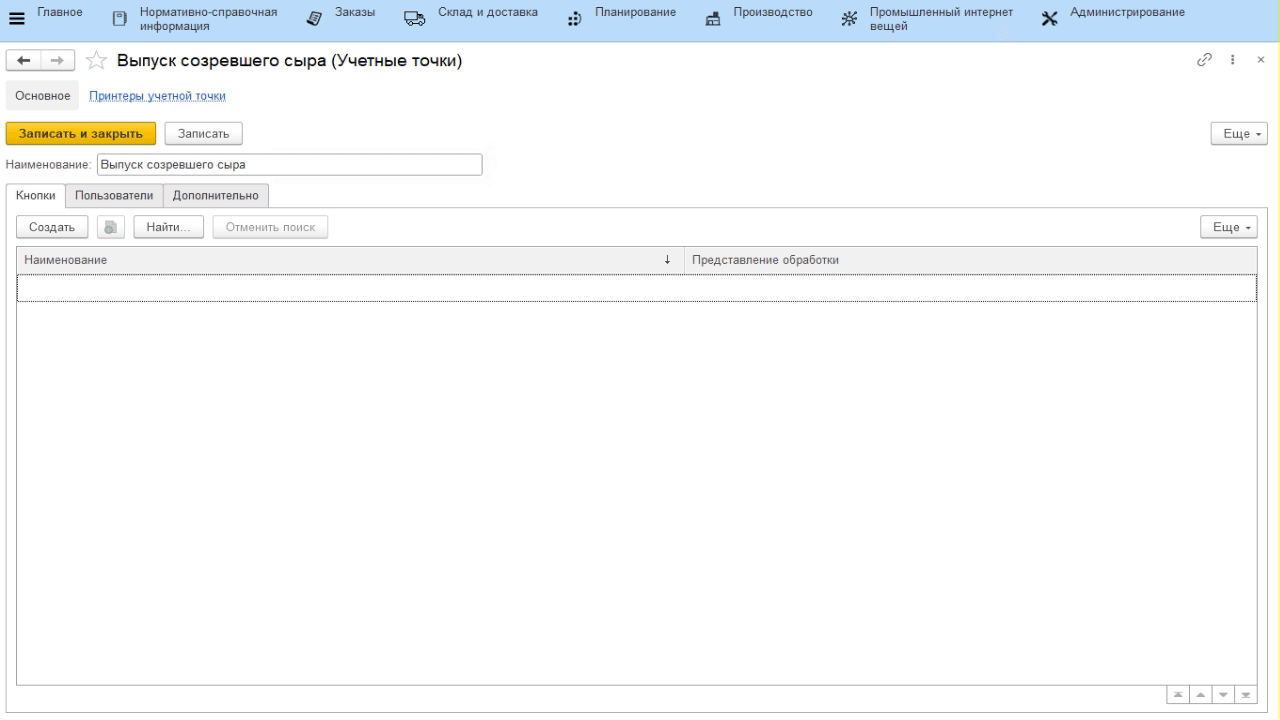 Главное
Нормативно-справочная
информация
Заказы
Склад и доставка
Планирование
Производство
Промышленный интернет
вещей
Администрирование
Выпуск созревшего сыра (Учетные точки)
Основное
Принтеры учетной точки
Записать и закрыть
Записать
Еще
Наименование: Выпуск созревшего сыра
Кнопки
Пользователи
Дополнительно
Создать
Найти...
Отменить поиск
Еще
Наименование
Представление обработки